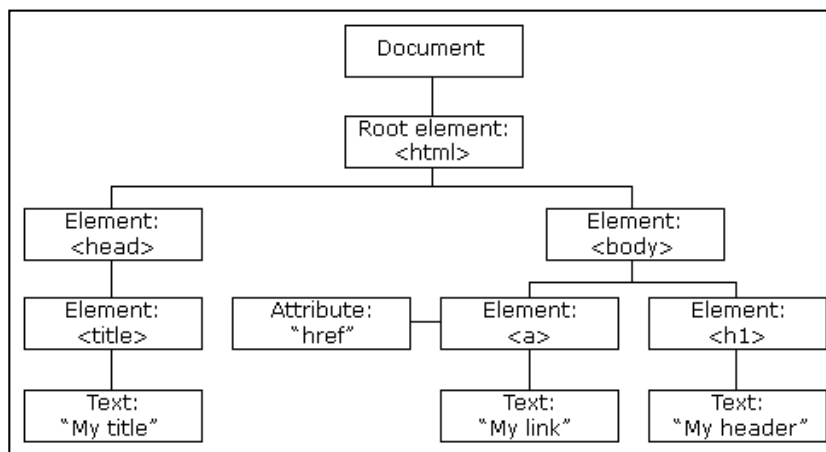 Document
Root element:
<html>
Element:
<head>
Element:
<body>
Element:
<title>
Attribute:
“href”
Element:
<a>
Element:
<h1>
Text:
“My title”
Text:
“My link”
Text:
“My header”